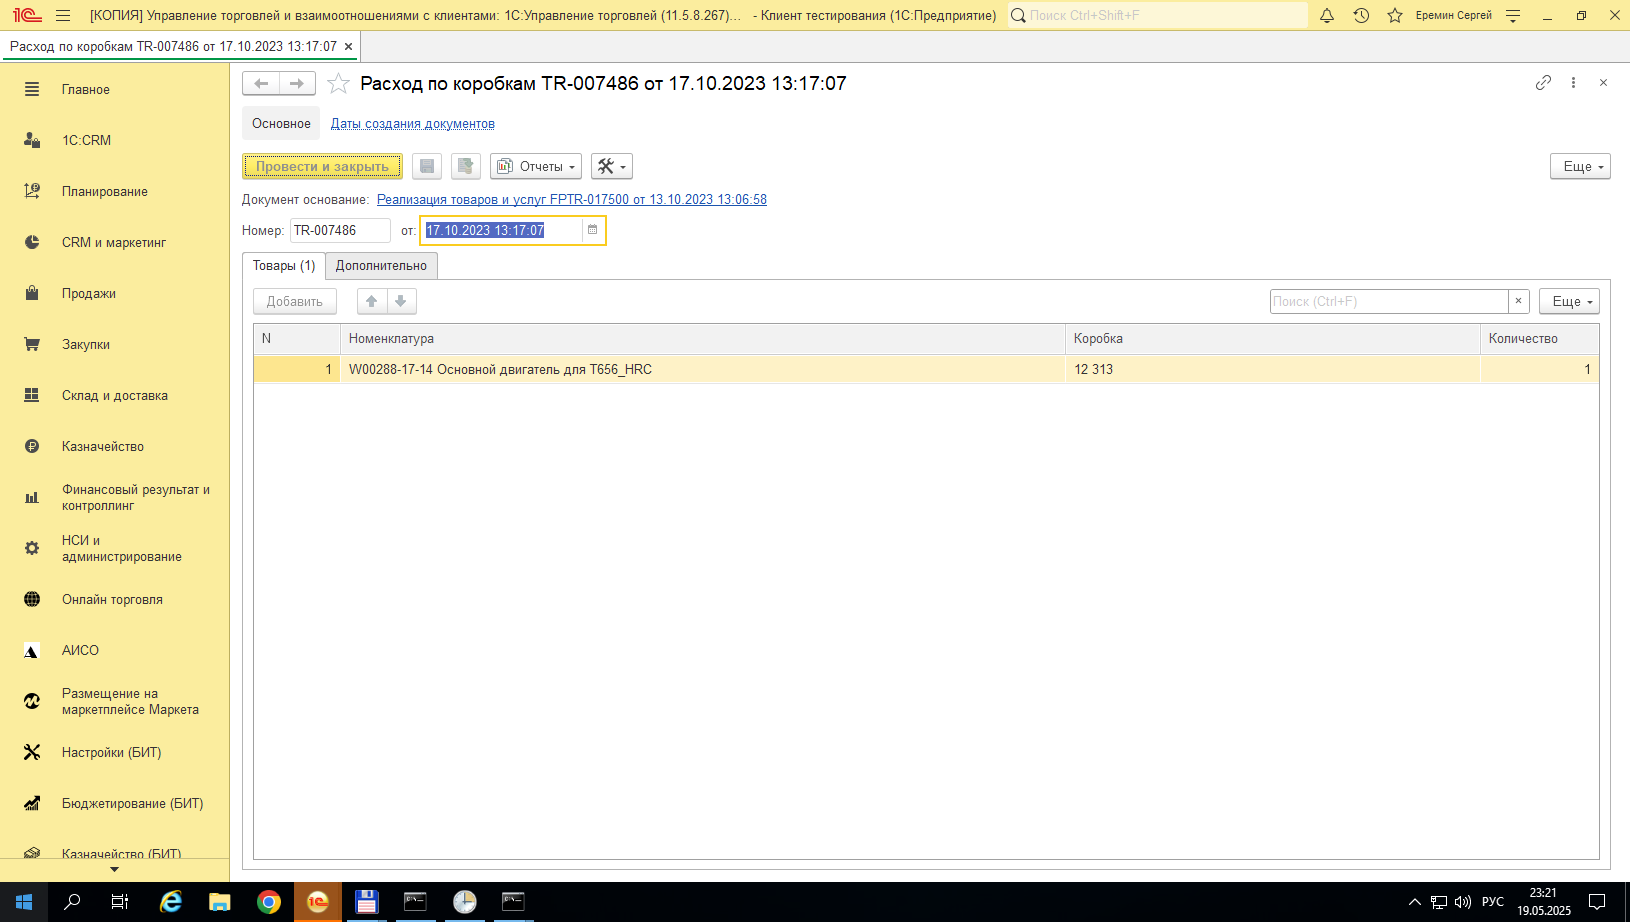 [КОПИЯ] Управление торговлей и взаимоотношениями с клиентами: 1С:Управление торговлей (11.5.8.267)... - Клиент тестирования (1С:Предприятие)
Поиск Ctrl+Shift+F
Еремин Сергей
Расход по коробкам TR-007486 от 17.10.2023 13:17:07
Главное
1С:CRM
Планирование
CRM и маркетинг
Продажи
Закупки
Склад и доставка
Казначейство
Финансовый результат и
контроллинг
НСИ и
администрирование
Онлайн торговля
АИСО
Размещение на
маркетплейсе Маркета
Настройки (БИТ)
Бюджетирование (БИТ)
Казначейство (БИТ)
Расход по коробкам TR-007486 от 17.10.2023 13:17:07
Основное
Даты создания документов
Провести и закрыть
Отчеты
Еще
Документ основание: Реализация товаров и услуг FPTR-017500 от 13.10.2023 13:06:58
Номер: TR-007486 от: 17.10.2023 13:17:07
Товары (1)
Дополнительно
Добавить
Поиск (Ctrl+F)
×
Еще
N Номенклатура Коробка Количество
1 W00288-17-14 Основной двигатель для T656_HRC 12 313 1
РУС
23:21
19.05.2025